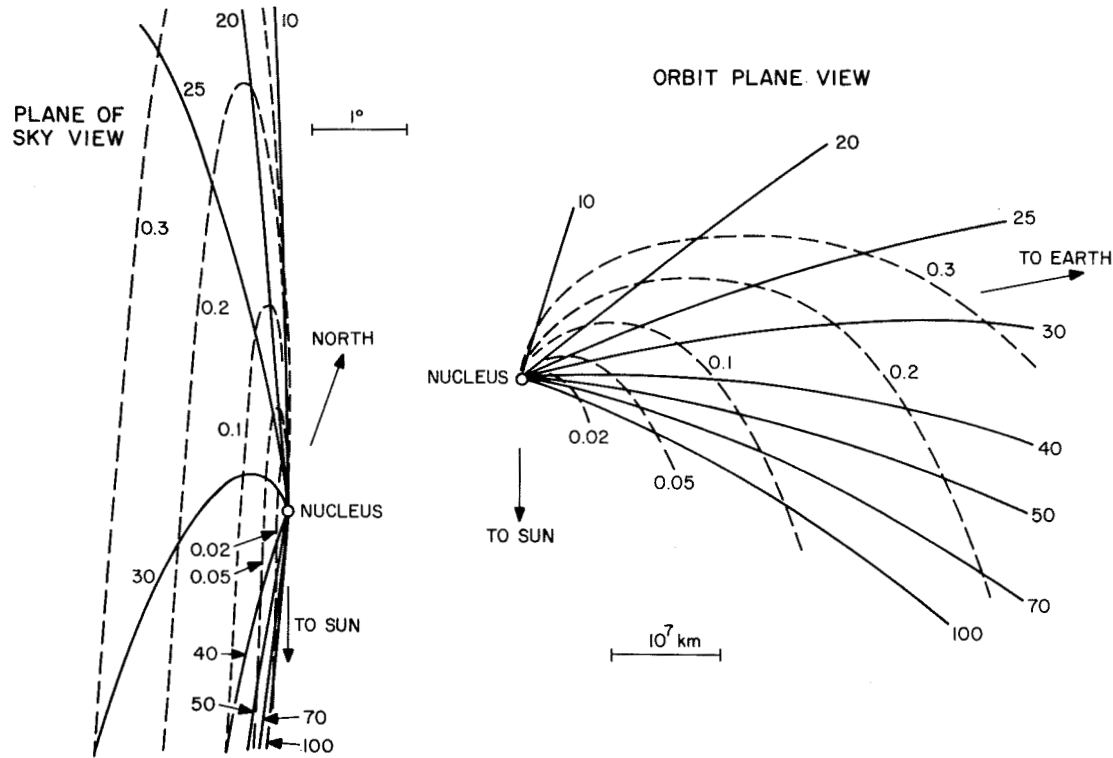 PLANE OF
SKY VIEW
20
10
25
1°
0.3
0.2
NORTH
0.1
NUCLEUS
0.02
30
0.05
TO SUN
40
50
70
100
ORBIT PLANE VIEW
20
10
25
TO EARTH
0.3
30
NUCLEUS
0.1
0.2
0.02
40
0.05
50
TO SUN
70
100
10⁷ km